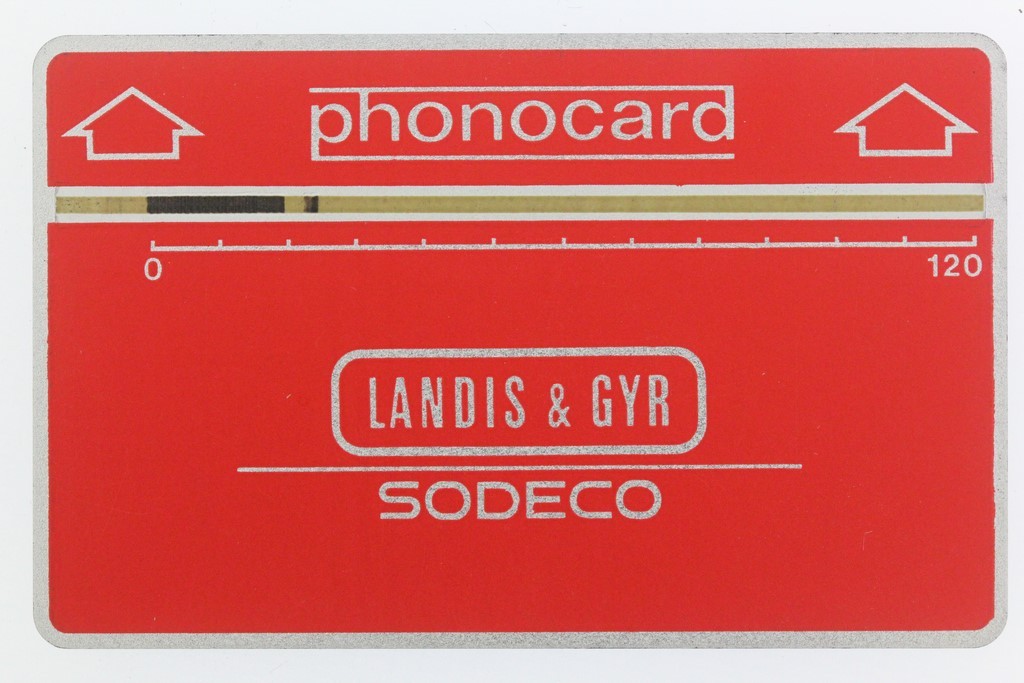 phonocard
0 120
LANDIS & GYR
SODECO